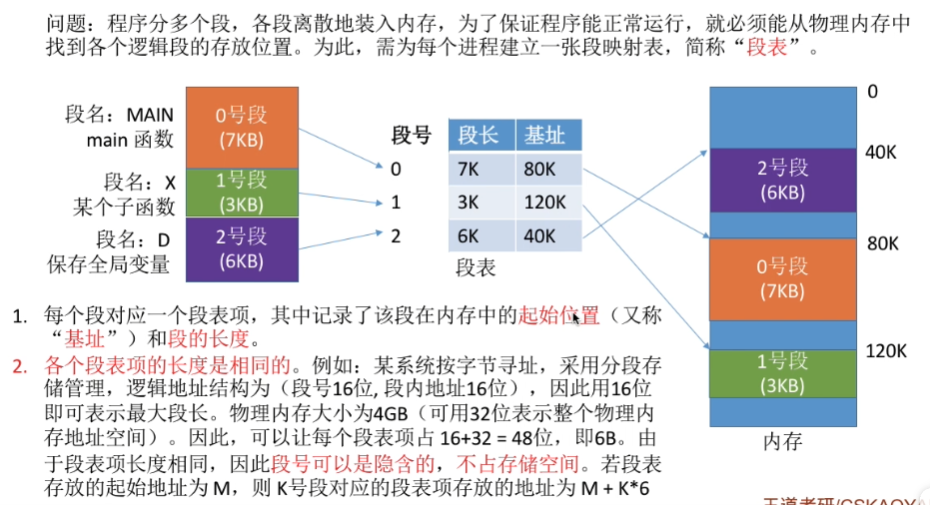 问题：程序分多个段，各段离散地装入内存，为了保证程序能正常运行，就必须能从物理内存中
找到各个逻辑段的存放位置。为此，需为每个进程建立一张段映射表，简称“段表”。
段名：MAIN
main 函数
0号段
(7KB)
段名：X
某个子函数
1号段
(3KB)
段名：D
保存全局变量
2号段
(6KB)
段号 段长 基址
0 7K 80K
1 3K 120K
2 6K 40K
段表
0
40K
2号段
(6KB)
80K
0号段
(7KB)
120K
1号段
(3KB)
内存
1. 每个段对应一个段表项，其中记录了该段在内存中的起始位置（又称
“基址”）和段的长度。
2. 各个段表项的长度是相同的。例如：某系统按字节寻址，采用分段存
储管理，逻辑地址结构为（段号16位, 段内地址16位），因此用16位
即可表示最大段长。物理内存大小为4GB（可用32位表示整个物理内
存地址空间）。因此，可以让每个段表项占 16+32 = 48位，即6B。由
于段表项长度相同，因此段号可以是隐含的，不占存储空间。若段表
存放的起始地址为 M，则 K号段对应的段表项存放的地址为 M + K*6